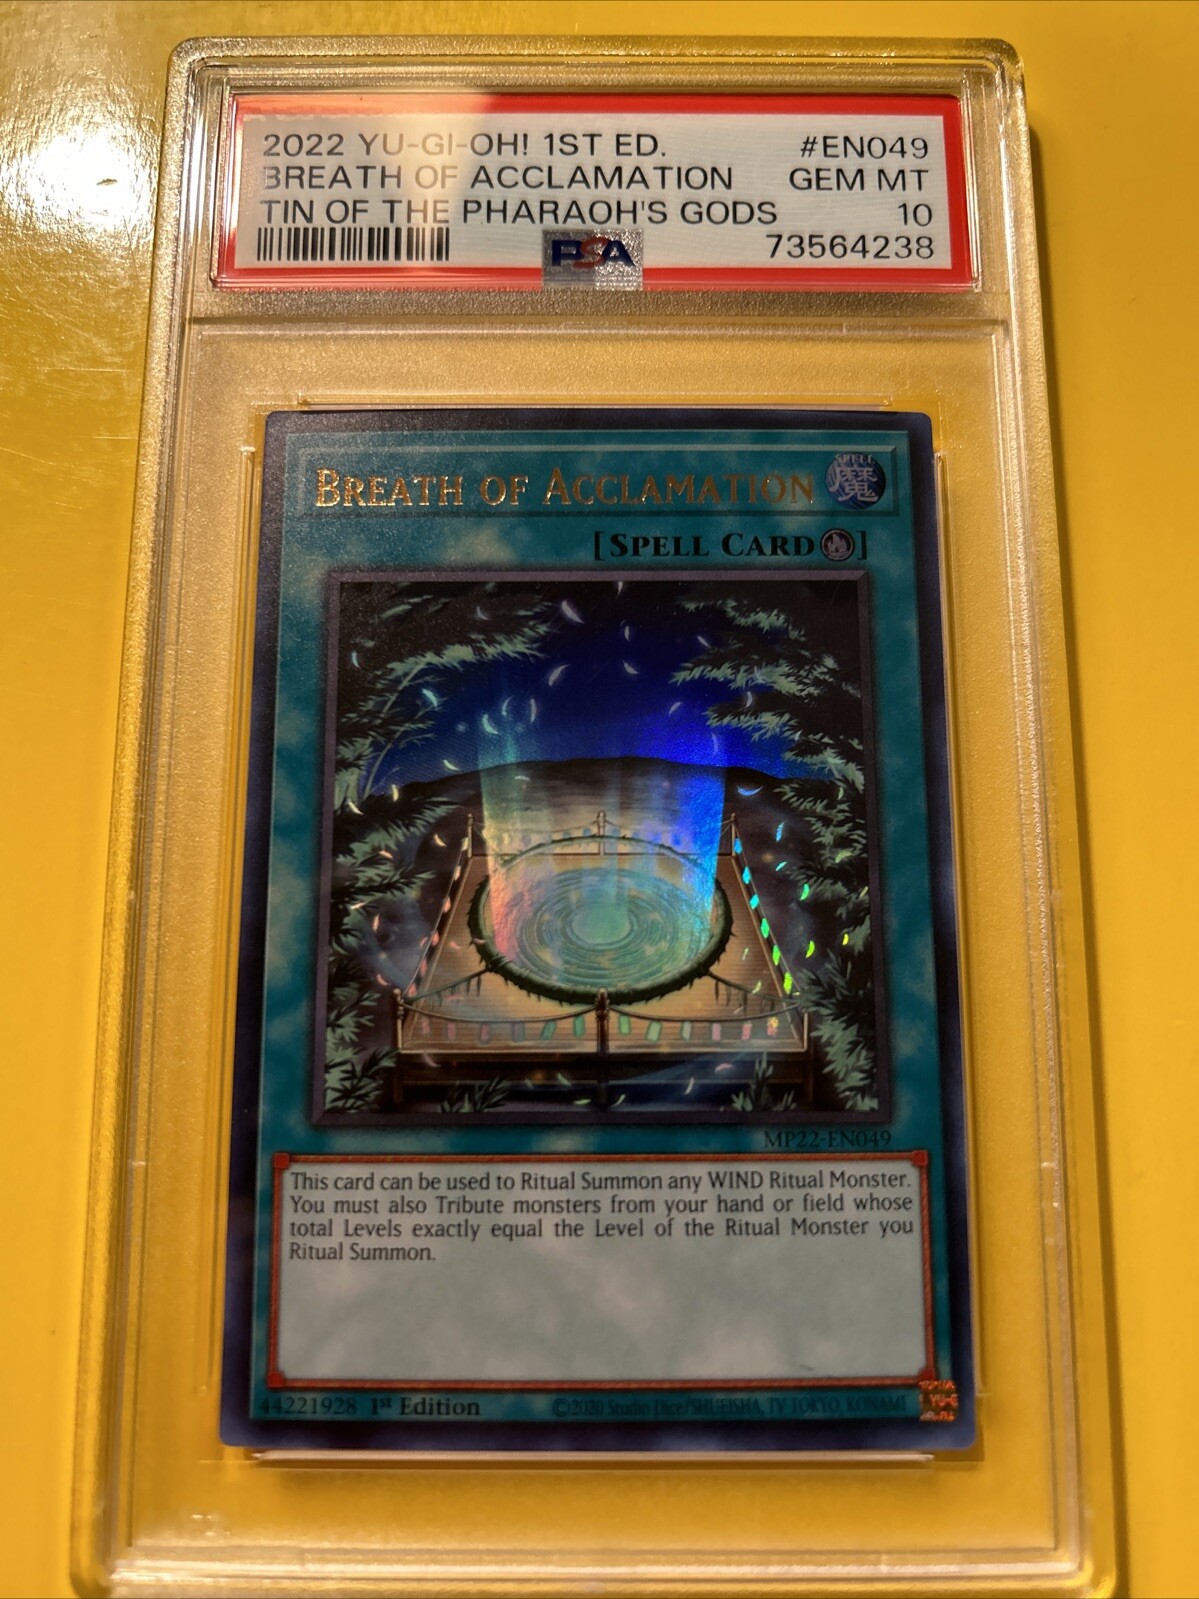 2022 YU-GI-OH! 1ST ED. #EN049
BREATH OF ACCLAMATION GEM MT
TIN OF THE PHARAOH'S GODS 10
PSA 73564238
BREATH OF ACCLAMATION
SPELL
魔
[SPELL CARD]
MP22-EN049
This card can be used to Ritual Summon any WIND Ritual Monster.
You must also Tribute monsters from your hand or field whose
total Levels exactly equal the Level of the Ritual Monster you
Ritual Summon.
44221928 1st Edition ©2020 Studio Dice/SHUEISHA, TV TOKYO, KONAMI